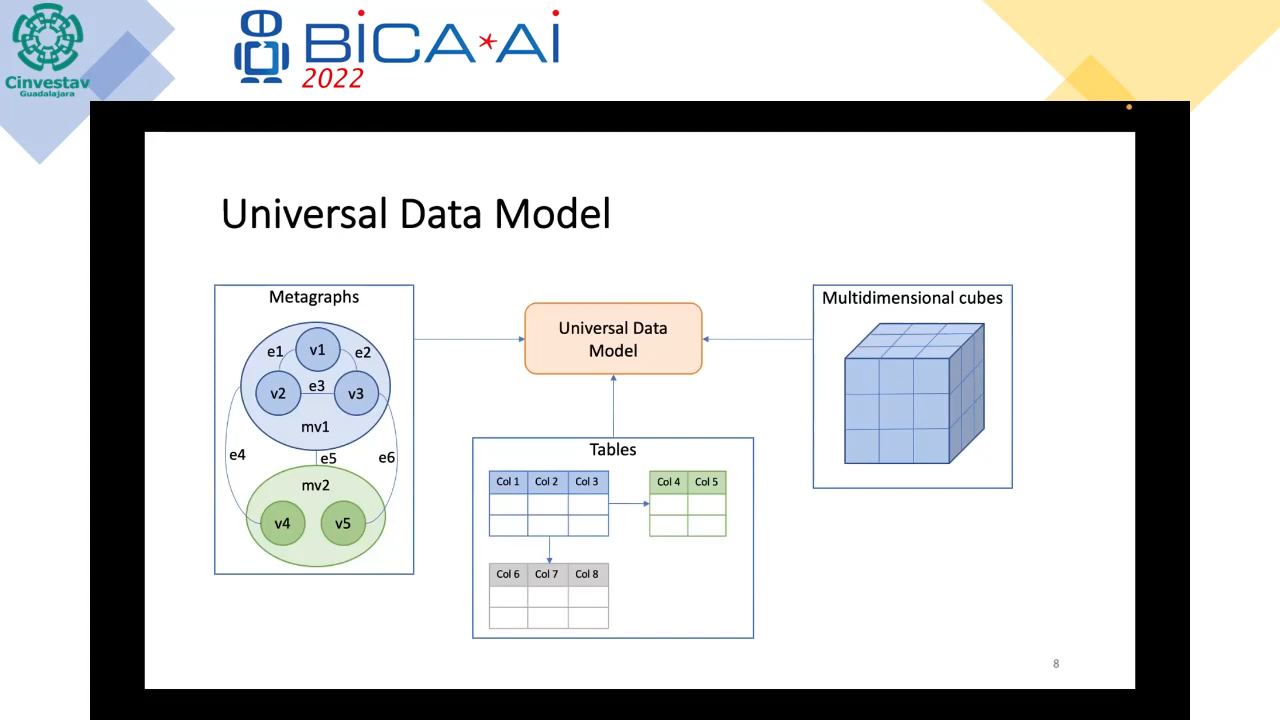 Cinvestav
Guadalajara
BiCA*Ai
2022
Universal Data Model
Metagraphs
v1
e1
e2
v2
e3
v3
mv1
e4
e5
e6
mv2
v4
v5
Universal Data
Model
Multidimensional cubes
Tables
Col 1 Col 2 Col 3
Col 4 Col 5
Col 6 Col 7 Col 8
8